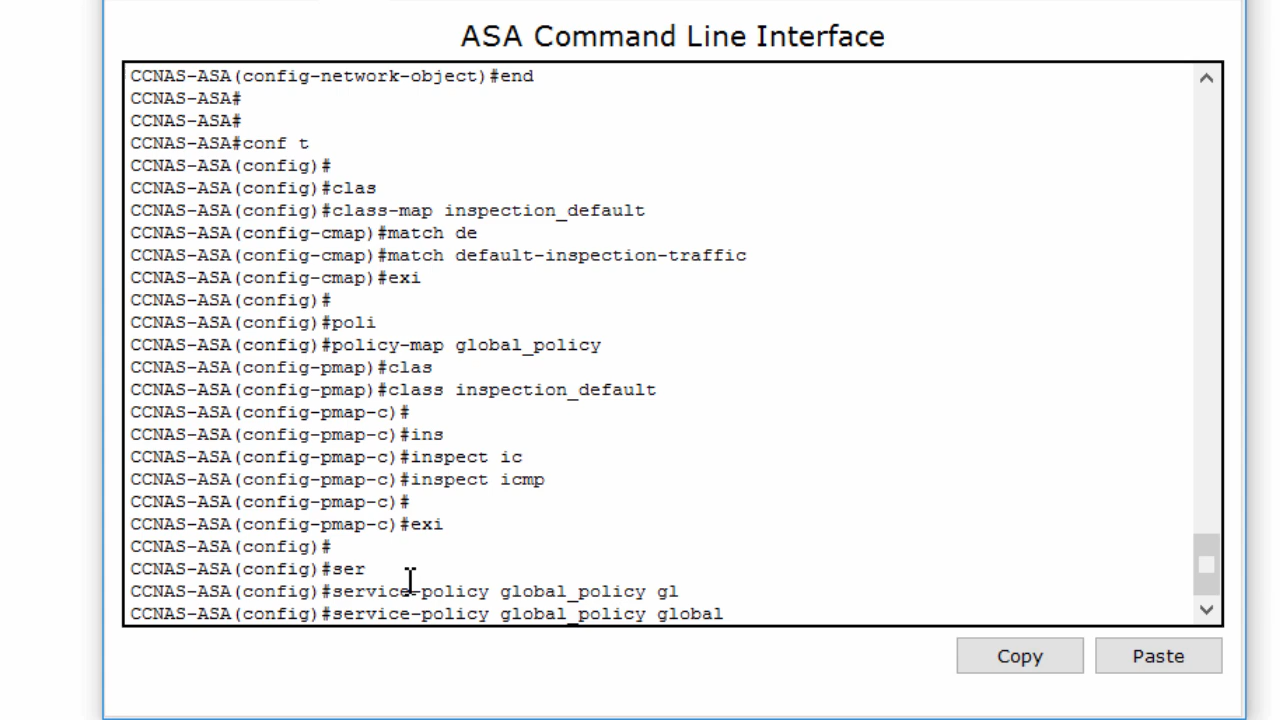 ASA Command Line Interface
CCNAS-ASA(config-network-object)#end
CCNAS-ASA#
CCNAS-ASA#
CCNAS-ASA#conf t
CCNAS-ASA(config)#
CCNAS-ASA(config)#clas
CCNAS-ASA(config)#class-map inspection_default
CCNAS-ASA(config-cmap)#match de
CCNAS-ASA(config-cmap)#match default-inspection-traffic
CCNAS-ASA(config-cmap)#exi
CCNAS-ASA(config)#
CCNAS-ASA(config)#poli
CCNAS-ASA(config)#policy-map global_policy
CCNAS-ASA(config-pmap)#clas
CCNAS-ASA(config-pmap)#class inspection_default
CCNAS-ASA(config-pmap-c)#
CCNAS-ASA(config-pmap-c)#ins
CCNAS-ASA(config-pmap-c)#inspect ic
CCNAS-ASA(config-pmap-c)#inspect icmp
CCNAS-ASA(config-pmap-c)#
CCNAS-ASA(config-pmap-c)#exi
CCNAS-ASA(config)#
CCNAS-ASA(config)#ser
CCNAS-ASA(config)#service-policy global_policy gl
CCNAS-ASA(config)#service-policy global_policy global
Copy Paste